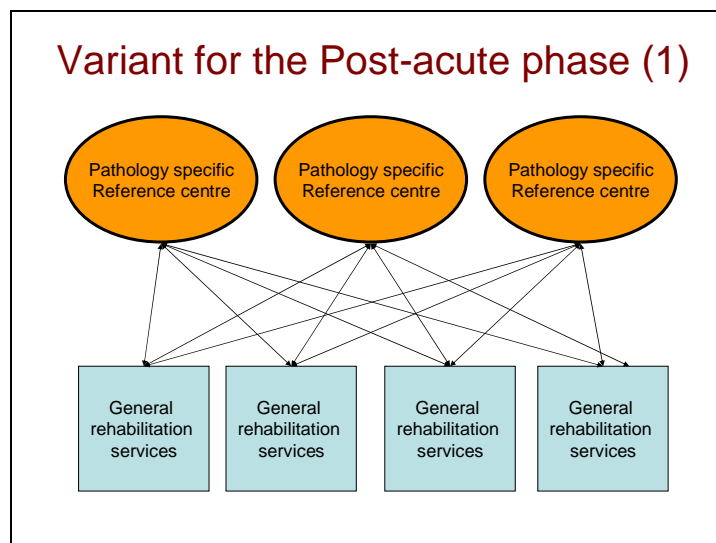 Variant for the Post-acute phase (1)
Pathology specific
Reference centre
Pathology specific
Reference centre
Pathology specific
Reference centre
General
rehabilitation
services
General
rehabilitation
services
General
rehabilitation
services
General
rehabilitation
services